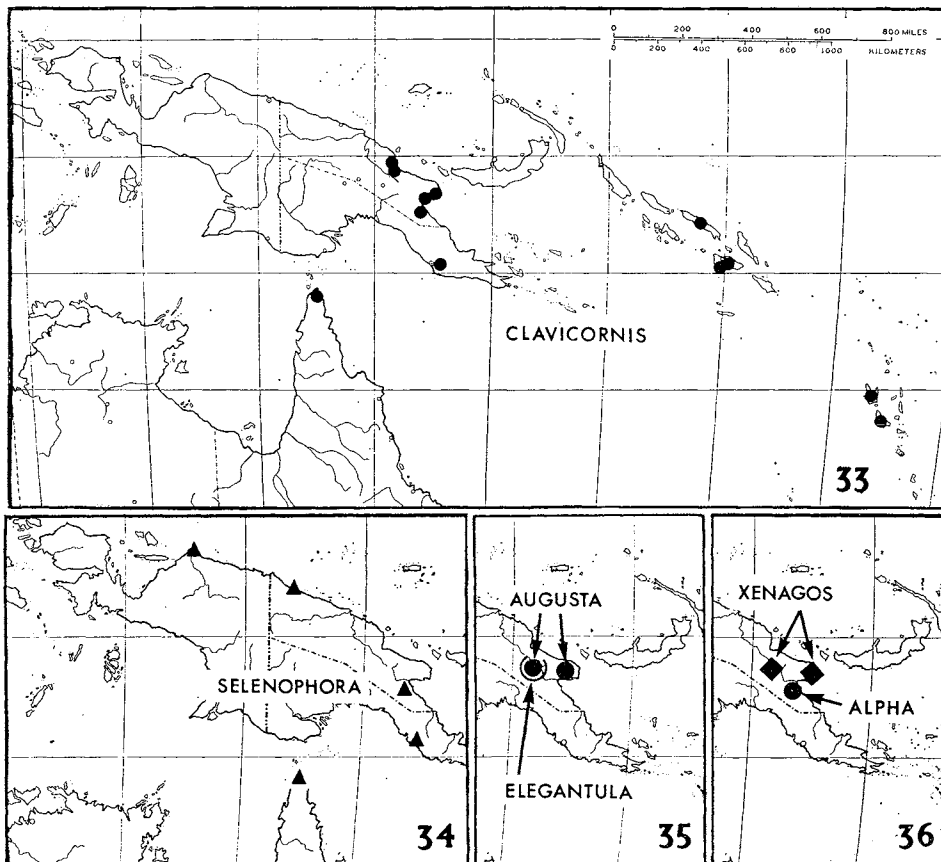 200 400 600 800 MILES
0
0 200 400 600 800 1000 KILOMETERS
CLAVICORNIS
33
SELENOPHORA
34
AUGUSTA
ELEGANTULA
35
XENAGOS
ALPHA
36